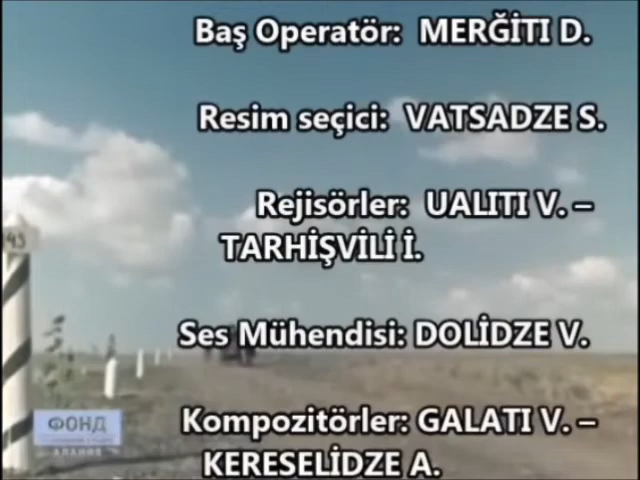 Baş Operatör: MERĞİTI D.
Resim seçici: VATSADZE S.
Rejisörler: UALITI V. –
TARHİŞVİLİ İ.
Ses Mühendisi: DOLİDZE V.
Kompozitörler: GALATI V. –
KERESELİDZE A.
ФОНД
АЛАНИЯ